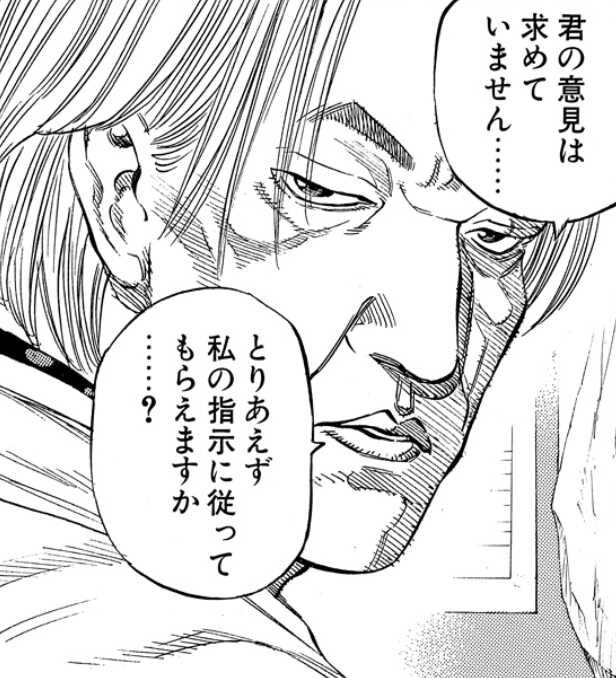 君の意見は
求めて
いません……
とりあえず
私の指示に従って
もらえますか
……?